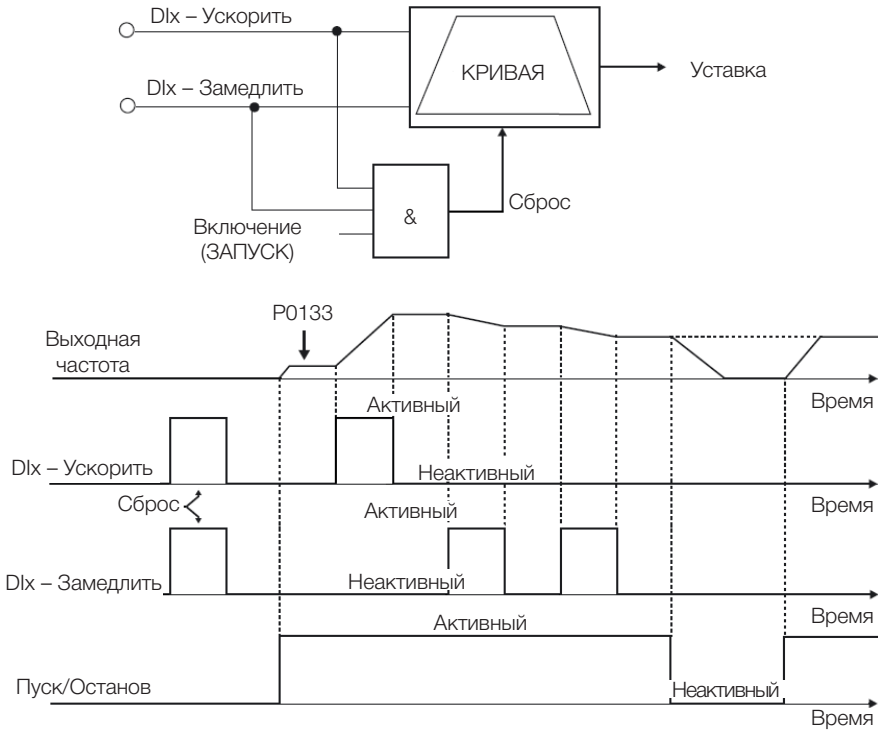 DIx – Ускорить
DIx – Замедлить
КРИВАЯ
Уставка
Включение
(ЗАПУСК)
&
Сброс
P0133
Выходная
частота
Время
Активный
DIx – Ускорить
Неактивный
Время
Сброс
Активный
DIx – Замедлить
Неактивный
Время
Активный
Пуск/Останов
Неактивный
Время